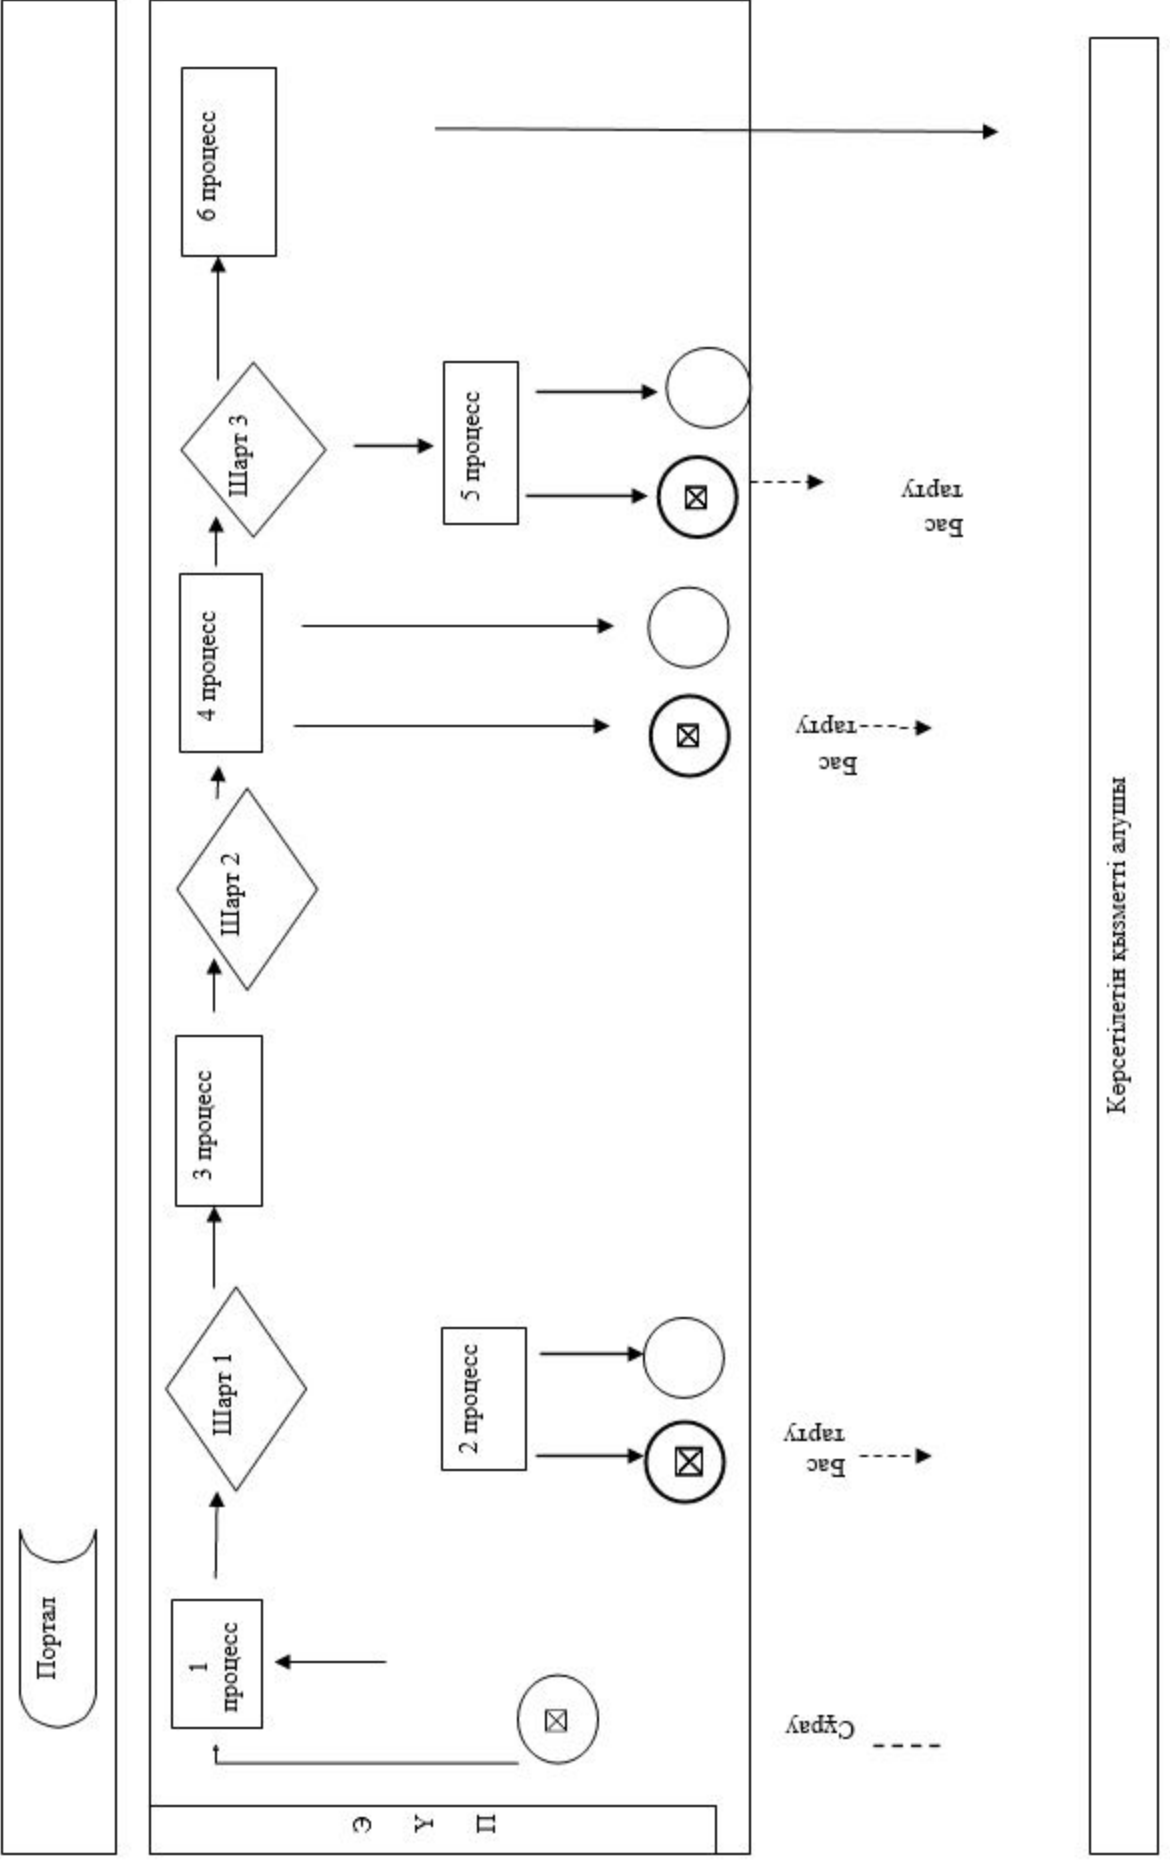 Портал
Э Ү П
1
процесс
Шарт 1
3 процесс
Шарт 2
4 процесс
Шарт 3
6 процесс
2 процесс
5 процесс
Сұрау
Бас
тарту
Бас
тарту
Бас
тарту
Көрсетілетін қызметті алушы